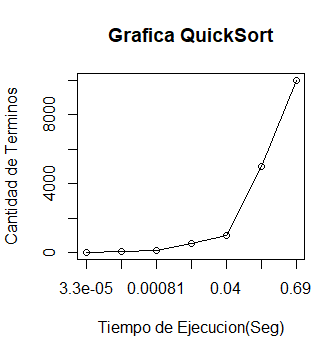 Grafica QuickSort
Cantidad de Terminos
8000
4000
0
3.3e-05 0.00081 0.04 0.69
Tiempo de Ejecucion(Seg)